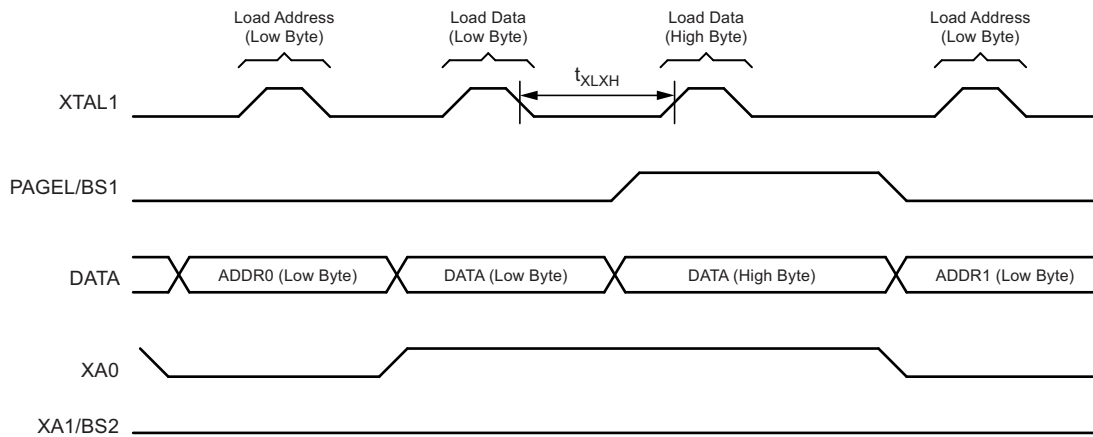 Load Address
(Low Byte)
Load Data
(Low Byte)
Load Data
(High Byte)
Load Address
(Low Byte)
tXLXH
XTAL1
PAGEL/BS1
DATA
ADDR0 (Low Byte)
DATA (Low Byte)
DATA (High Byte)
ADDR1 (Low Byte)
XA0
XA1/BS2